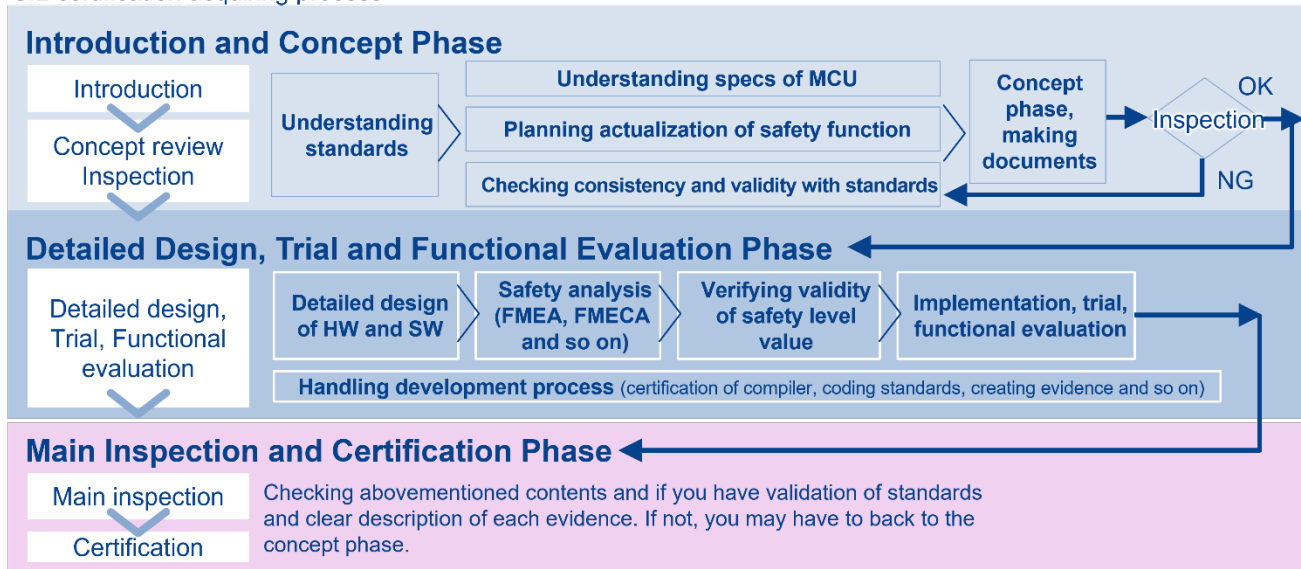 Introduction and Concept Phase
Introduction
Concept review
Inspection
Understanding
standards
Understanding specs of MCU
Planning actualization of safety function
Checking consistency and validity with standards
Concept
phase,
making
documents
Inspection
OK
NG
Detailed Design, Trial and Functional Evaluation Phase
Detailed design,
Trial, Functional
evaluation
Detailed design
of HW and SW
Safety analysis
(FMEA, FMECA
and so on)
Verifying validity
of safety level
value
Implementation, trial,
functional evaluation
Handling development process (certification of compiler, coding standards, creating evidence and so on)
Main Inspection and Certification Phase
Main inspection
Certification
Checking abovementioned contents and if you have validation of standards
and clear description of each evidence. If not, you may have to back to the
concept phase.